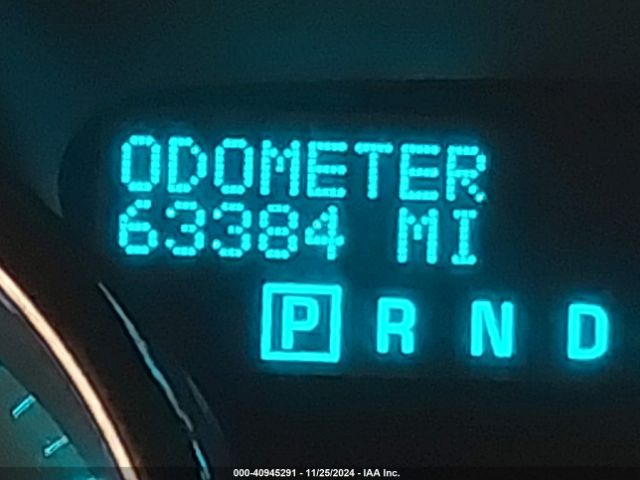 ODOMETER
63384 MI
P R N D
000-40945291 - 11/25/2024 - IAA Inc.